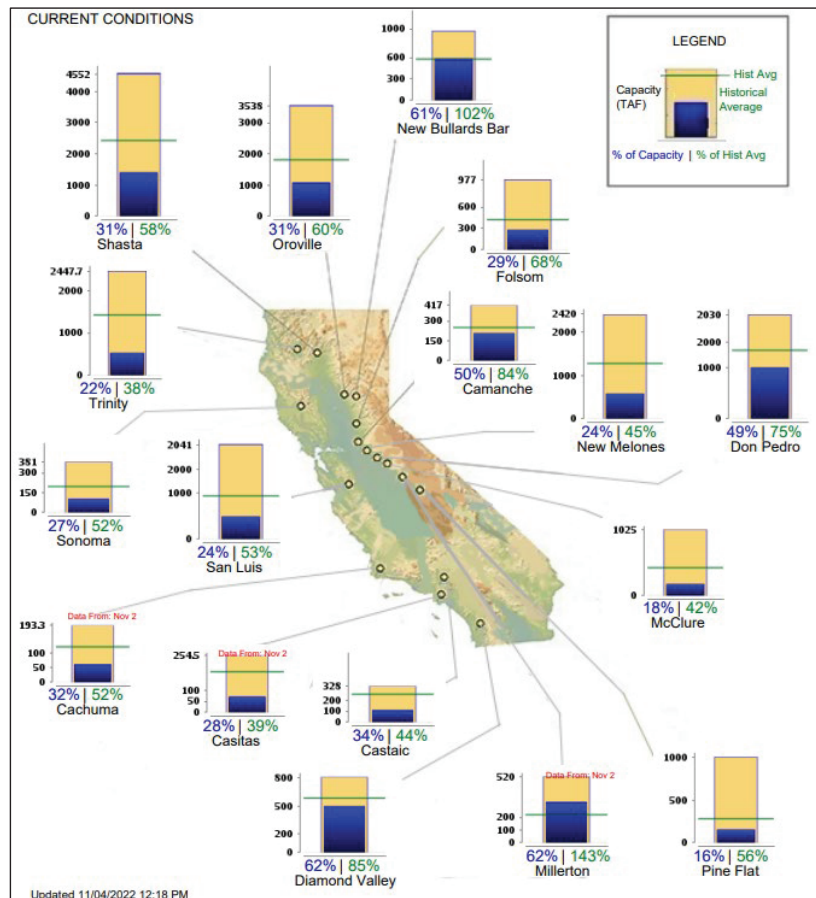 CURRENT CONDITIONS
LEGEND
Capacity
(TAF)
Hist Avg
Historical
Average
% of Capacity | % of Hist Avg
4552
4000
3000
2000
1000
0
31% | 58%
Shasta
3538
3000
2000
1000
0
31% | 60%
Oroville
1000
600
300
0
61% | 102%
New Bullards Bar
977
600
300
0
29% | 68%
Folsom
2447.7
2000
1000
0
22% | 38%
Trinity
417
300
150
0
50% | 84%
Camanche
2420
2000
1000
0
24% | 45%
New Melones
2030
2000
1000
0
49% | 75%
Don Pedro
381
300
150
0
27% | 52%
Sonoma
2041
2000
1000
0
24% | 53%
San Luis
1025
0
18% | 42%
McClure
Data From: Nov 2
193.3
100
50
0
32% | 52%
Cachuma
Data From: Nov 2
254.5
100
50
0
28% | 39%
Casitas
328
200
100
0
34% | 44%
Castaic
800
500
200
0
62% | 85%
Diamond Valley
Data From: Nov 2
520
200
100
0
62% | 143%
Millerton
1000
500
0
16% | 56%
Pine Flat
Updated 11/04/2022 12:18 PM